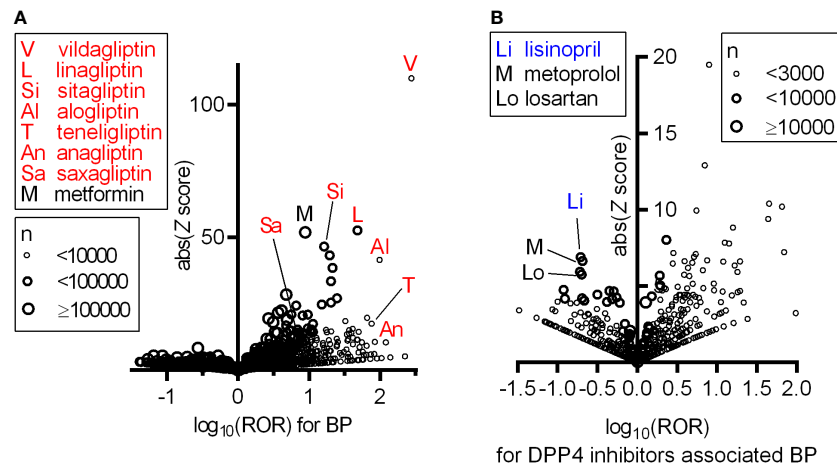 A
V vildagliptin
L linagliptin
Si sitagliptin
Al alogliptin
T teneligliptin
An anagliptin
Sa saxagliptin
M metformin
n
<10000
<100000
≥100000
abs(Z score)
100
50
V
Si
M
L
Sa
Al
T
An
-1 0 1 2
log10(ROR) for BP
B
Li lisinopril
M metoprolol
Lo losartan
n
<3000
<10000
≥10000
abs(Z score)
20
15
10
5
Li
M
Lo
-1.5 -1.0 -0.5 0.0 0.5 1.0 1.5 2.0
log10(ROR)
for DPP4 inhibitors associated BP